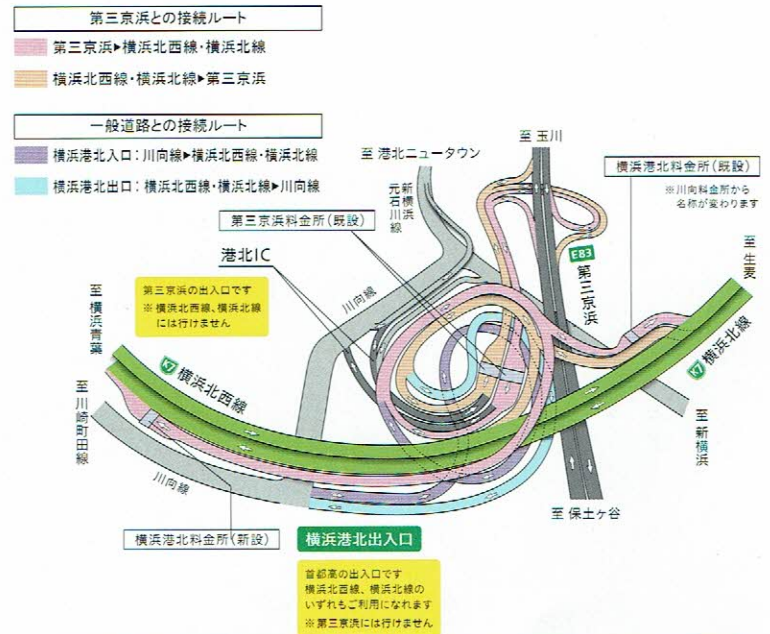 第三京浜との接続ルート
第三京浜▶横浜北西線・横浜北線
横浜北西線・横浜北線▶第三京浜
一般道路との接続ルート
横浜港北入口：川向線▶横浜北西線・横浜北線
横浜港北出口：横浜北西線・横浜北線▶川向線
至 玉川
至 港北ニュータウン
横浜港北料金所(既設)
※川向料金所から
名称が変わります
新横浜
元石川線
第三京浜料金所(既設)
港北IC
至 生麦
E83
第三京浜
第三京浜の出入口です
※横浜北西線、横浜北線
には行けません
川向線
至 横浜青葉
K7 横浜北西線
K7 横浜北線
至 川崎町田線
至 新横浜
川向線
至 保土ヶ谷
横浜港北料金所(新設)
横浜港北出入口
首都高の出入口です
横浜北西線、横浜北線の
いずれもご利用になれます
※第三京浜には行けません